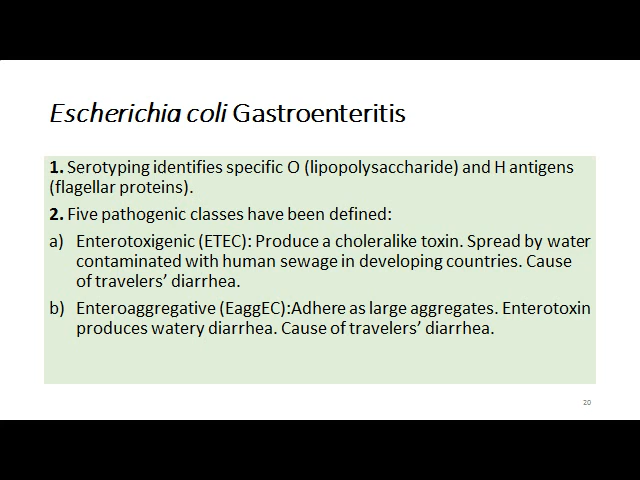 Escherichia coli Gastroenteritis
1. Serotyping identifies specific O (lipopolysaccharide) and H antigens
(flagellar proteins).
2. Five pathogenic classes have been defined:
a) Enterotoxigenic (ETEC): Produce a choleralike toxin. Spread by water
contaminated with human sewage in developing countries. Cause
of travelers’ diarrhea.
b) Enteroaggregative (EaggEC):Adhere as large aggregates. Enterotoxin
produces watery diarrhea. Cause of travelers’ diarrhea.
20